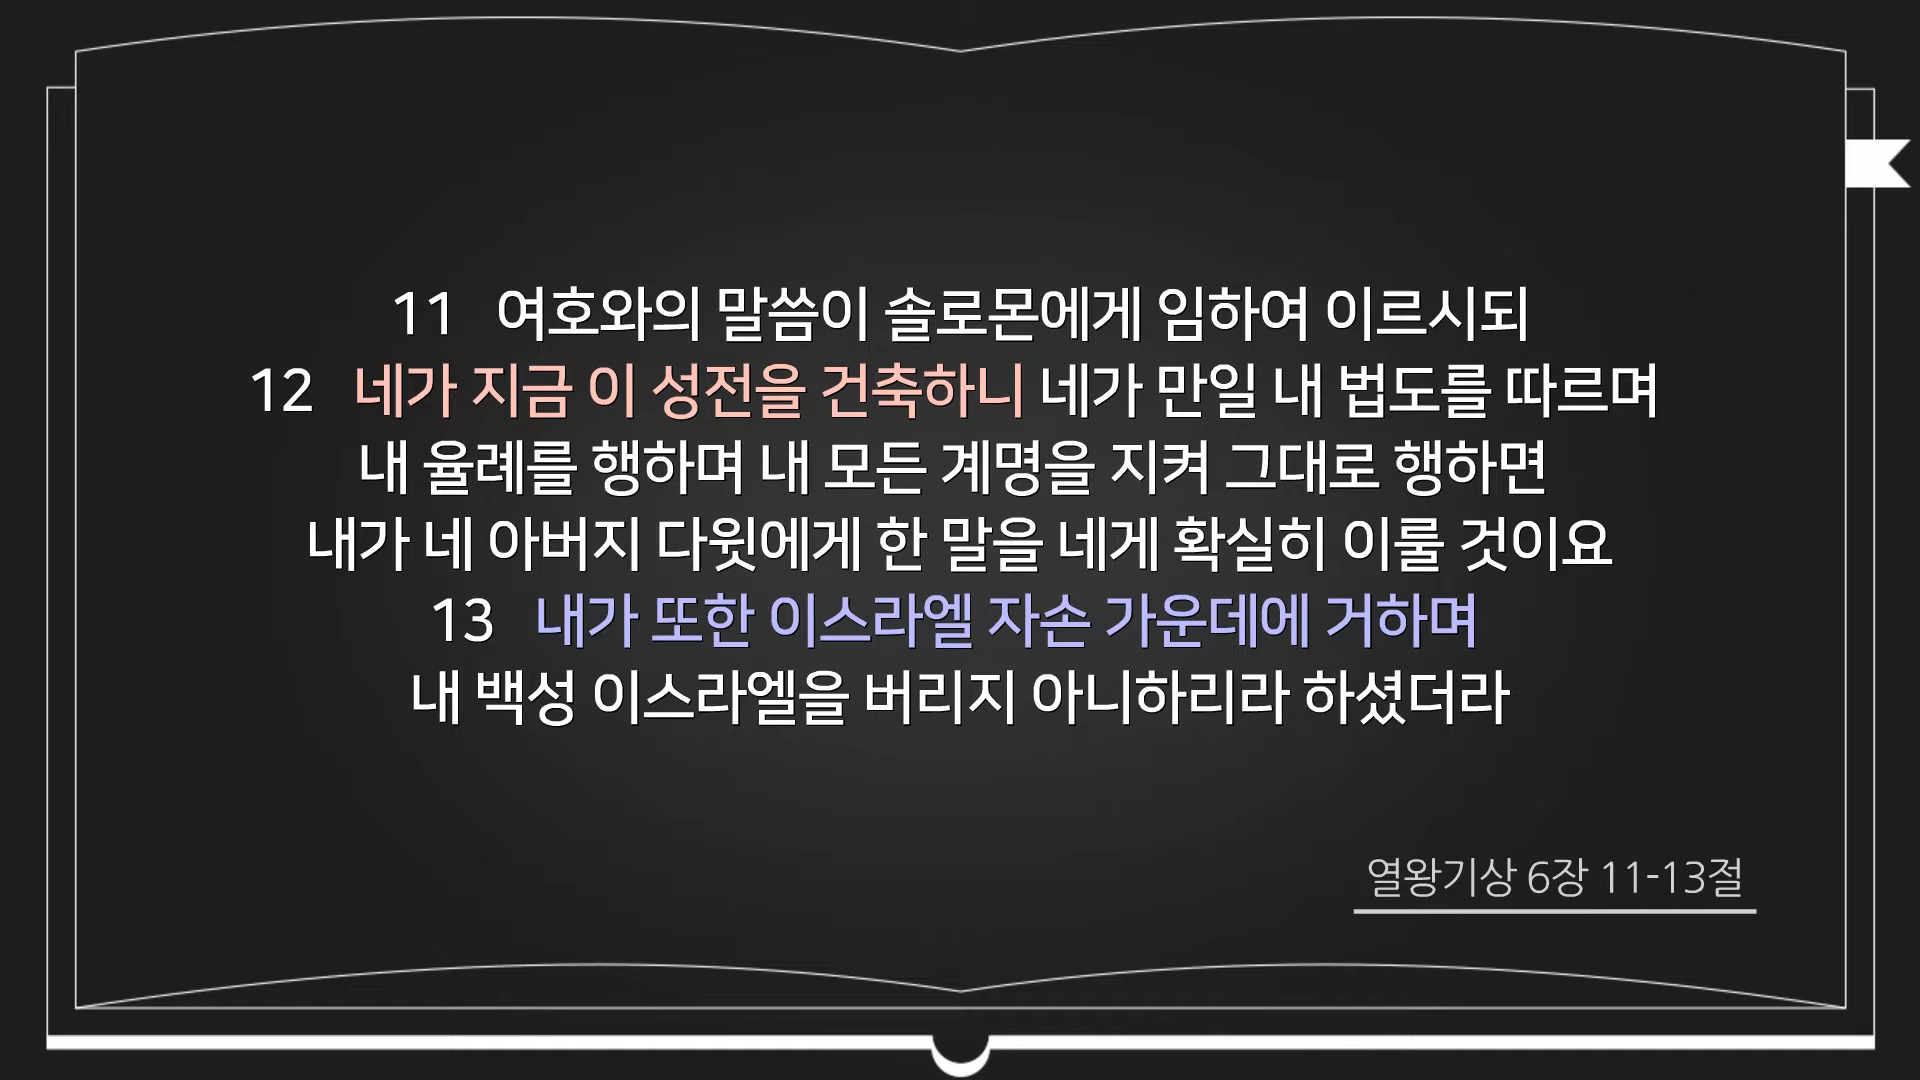 11 여호와의 말씀이 솔로몬에게 임하여 이르시되
12 네가 지금 이 성전을 건축하니 네가 만일 내 법도를 따르며
내 율례를 행하며 내 모든 계명을 지켜 그대로 행하면
내가 네 아버지 다윗에게 한 말을 네게 확실히 이룰 것이요
13 내가 또한 이스라엘 자손 가운데에 거하며
내 백성 이스라엘을 버리지 아니하리라 하셨더라
열왕기상 6장 11-13절